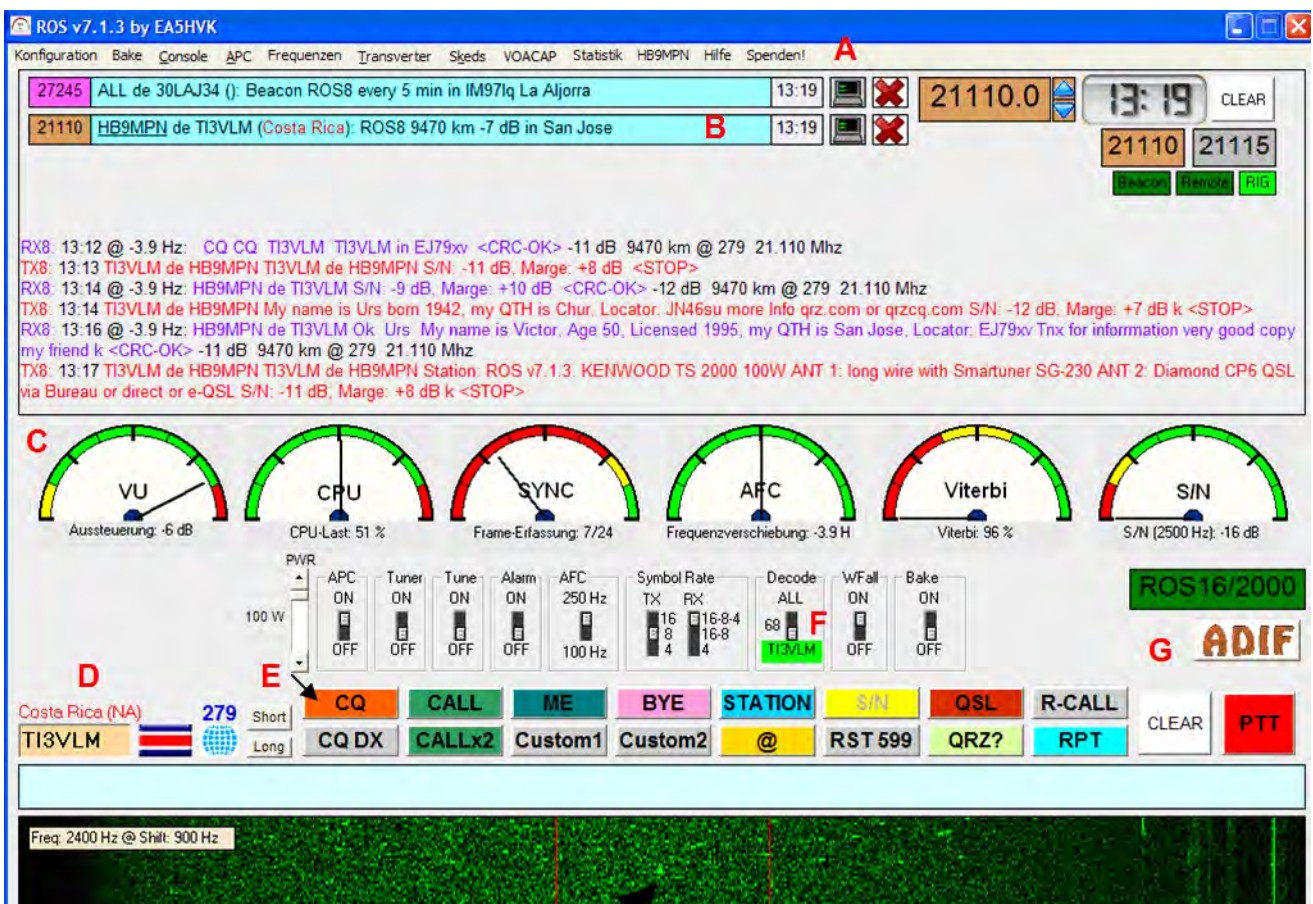 ROS v7.1.3 by EA5HVK
Konfiguration Bake Console APC Frequenzen Transverter Skeds VOACAP Statistik HB9MPN Hilfe Spenden!
A
27245 ALL de 30LAJ34 (): Beacon ROS8 every 5 min in IM97lq La Aljorra 13:19
21110.0 13:19 CLEAR
21110 HB9MPN de TI3VLM (Costa Rica): ROS8 9470 km -7 dB in San Jose B 13:19
21110 21115
Beacon Remote RIG
RX8: 13:12 @ -3.9 Hz: CQ CQ TI3VLM TI3VLM in EJ79xv <CRC-OK> -11 dB 9470 km @ 279 21.110 Mhz
TX8: 13:13 TI3VLM de HB9MPN TI3VLM de HB9MPN S/N: -11 dB, Marge: +8 dB <STOP>
RX8: 13:14 @ -3.9 Hz: HB9MPN de TI3VLM S/N: -9 dB, Marge: +10 dB <CRC-OK> -12 dB 9470 km @ 279 21.110 Mhz
TX8: 13:14 TI3VLM de HB9MPN My name is Urs born 1942, my QTH is Chur, Locator: JN46su more Info qrz.com or qrzcq.com S/N: -12 dB, Marge: +7 dB k <STOP>
RX8: 13:16 @ -3.9 Hz: HB9MPN de TI3VLM Ok Urs My name is Victor, Age 50, Licensed 1995, my QTH is San Jose, Locator: EJ79xv Tnx for inforrmation very good copy
my friend k <CRC-OK> -11 dB 9470 km @ 279 21.110 Mhz
TX8: 13:17 TI3VLM de HB9MPN TI3VLM de HB9MPN Station: ROS v7.1.3. KENWOOD TS 2000 100W ANT 1: long wire with Smartuner SG-230 ANT 2: Diamond CP6 QSL
via Bureau or direct or e-QSL S/N: -11 dB, Marge: +8 dB k <STOP>
C
VU CPU SYNC AFC Viterbi S/N
Aussteuerung: -6 dB CPU-Last: 51 % Frame-Erfassung: 7/24 Frequenzverschiebung: -3.9 H Viterbi: 96 % S/N (2500 Hz): -16 dB
PWR
100 W
APC ON OFF
Tuner ON OFF
Tune ON OFF
Alarm ON OFF
AFC 250 Hz 100 Hz
Symbol Rate
TX RX
16 16-8-4
8 16-8
4 4
Decode ALL 68 TI3VLM
F
WFall ON OFF
Bake ON OFF
ROS16/2000
G ADIF
D E
Costa Rica (NA) 279
TI3VLM
Short CQ CALL ME BYE STATION S/N QSL R-CALL
Long CQ DX CALLx2 Custom1 Custom2 @ RST 599 QRZ? RPT
CLEAR PTT
Freq: 2400 Hz @ Shift: 900 Hz